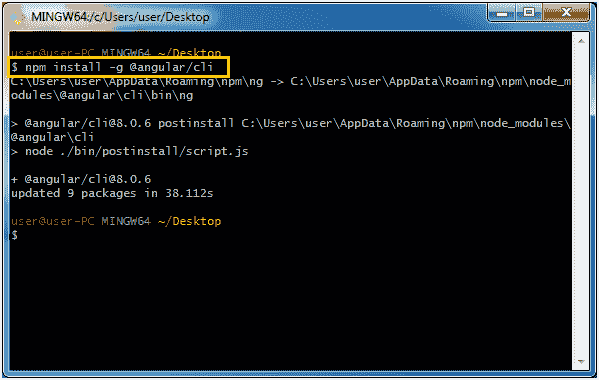 MINGW64:/c/Users/user/Desktop
user@user-PC MINGW64 ~/Desktop
$ npm install -g @angular/cli
C:\Users\user\AppData\Roaming\npm\ng -> C:\Users\user\AppData\Roaming\npm\node_m
odules\@angular\cli\bin\ng
> @angular/cli@8.0.6 postinstall C:\Users\user\AppData\Roaming\npm\node_modules\
@angular\cli
> node ./bin/postinstall/script.js
+ @angular/cli@8.0.6
updated 9 packages in 38.112s
user@user-PC MINGW64 ~/Desktop
$